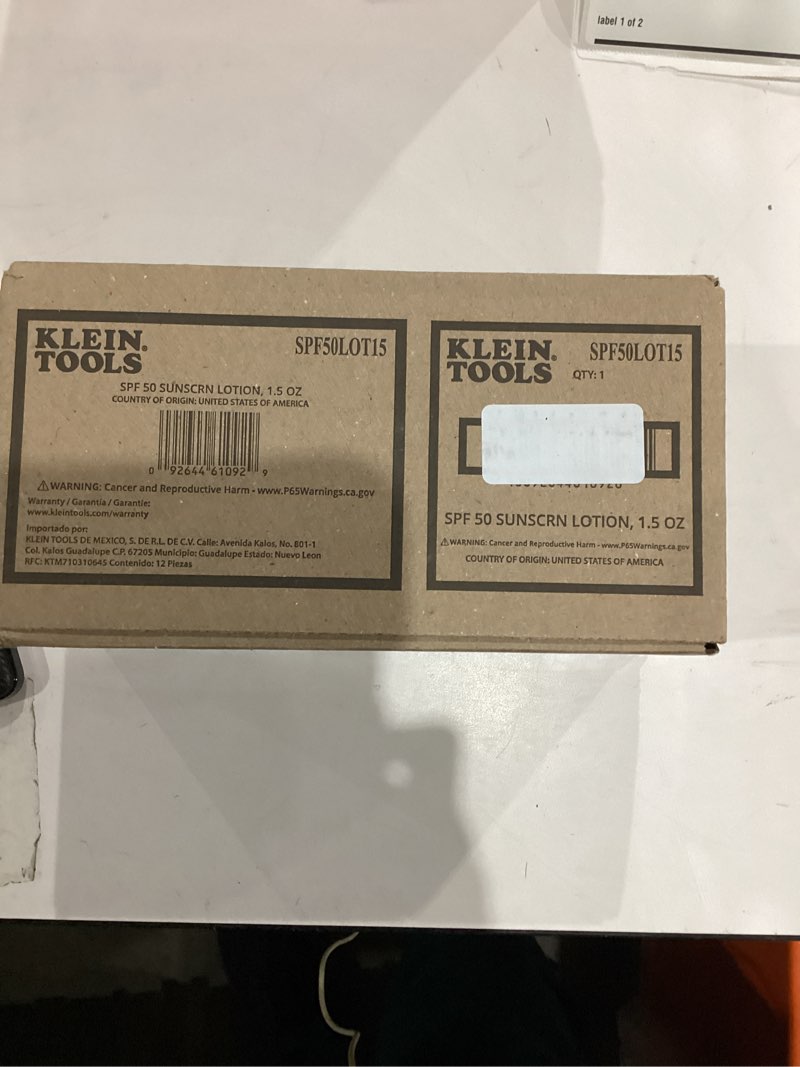 label 1 of 2
KLEIN
TOOLS
SPF50LOT15
SPF 50 SUNSCRN LOTION, 1.5 OZ
COUNTRY OF ORIGIN: UNITED STATES OF AMERICA
0 92644 61092 9
⚠WARNING: Cancer and Reproductive Harm - www.P65Warnings.ca.gov
Warranty / Garantía / Garantie:
www.kleintools.com/warranty
Importado por:
KLEIN TOOLS DE MEXICO, S. DE R.L. DE C.V. Calle: Avenida Kalos, No. 801-1
Col. Kalos Guadalupe C.P. 67205 Municipio: Guadalupe Estado: Nuevo Leon
RFC: KTM710310645 Contenido: 12 Piezas
KLEIN
TOOLS
SPF50LOT15
QTY: 1
SPF 50 SUNSCRN LOTION, 1.5 OZ
⚠WARNING: Cancer and Reproductive Harm - www.P65Warnings.ca.gov
COUNTRY OF ORIGIN: UNITED STATES OF AMERICA